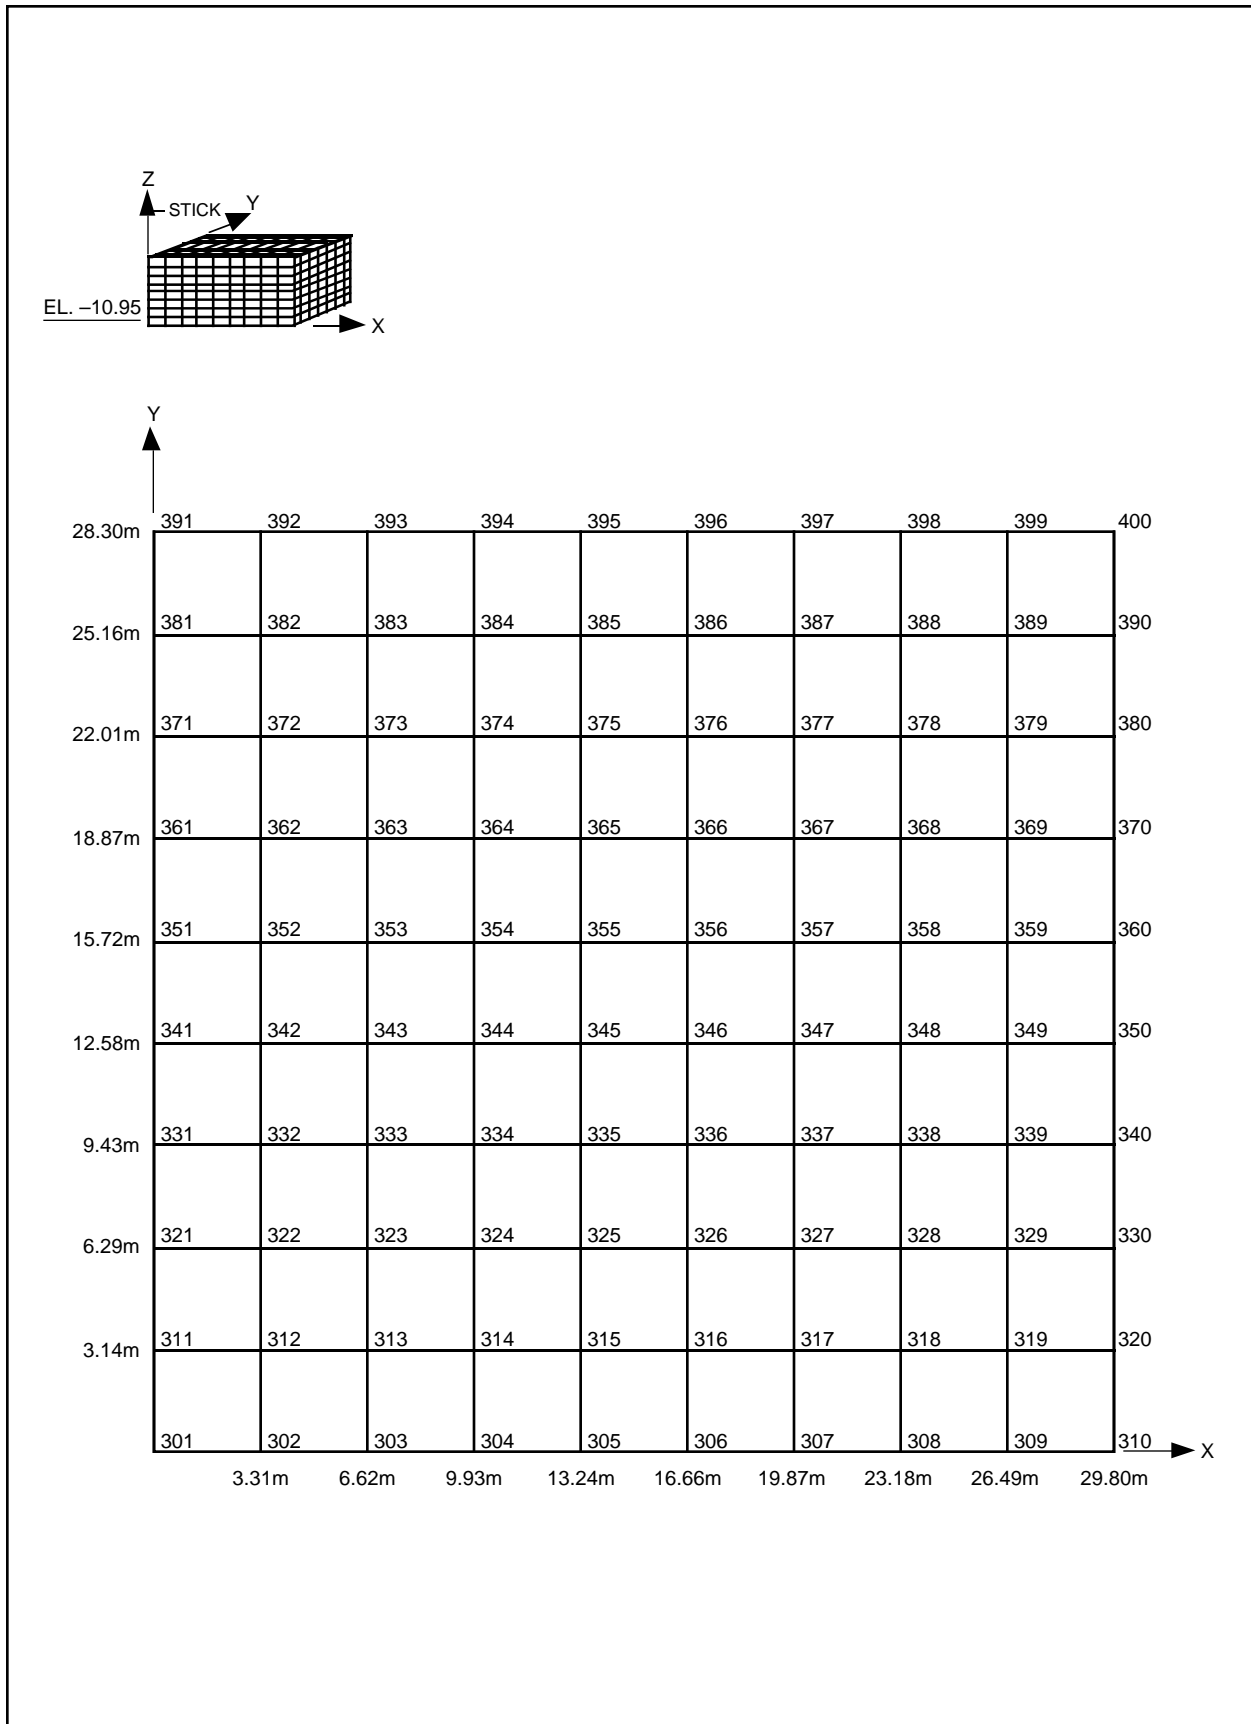 Z
STICK
Y
EL. –10.95
X
Y
391 392 393 394 395 396 397 398 399 400
28.30m
381 382 383 384 385 386 387 388 389 390
25.16m
371 372 373 374 375 376 377 378 379 380
22.01m
361 362 363 364 365 366 367 368 369 370
18.87m
351 352 353 354 355 356 357 358 359 360
15.72m
341 342 343 344 345 346 347 348 349 350
12.58m
331 332 333 334 335 336 337 338 339 340
9.43m
321 322 323 324 325 326 327 328 329 330
6.29m
311 312 313 314 315 316 317 318 319 320
3.14m
301 302 303 304 305 306 307 308 309 310
X
3.31m 6.62m 9.93m 13.24m 16.66m 19.87m 23.18m 26.49m 29.80m